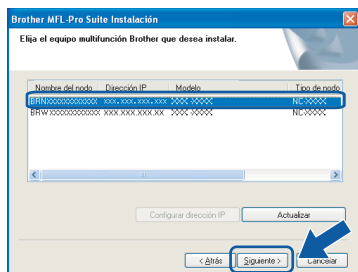 Brother MFL-Pro Suite Instalación
Elija el equipo multifunción Brother que desea instalar.
Nombre del nodo Dirección IP Modelo Tipo de nodo
BRNXXXXXXXXXXXX xxx.xxx.xxx.xxx XXX-XXXX NC-XXXX
BRWXXXXXXXXXXXX XXX.XXX.XXX.XX XXX-XXXX NC-XXXX
Configurar dirección IP Actualizar
< Atrás Siguiente > Cancelar